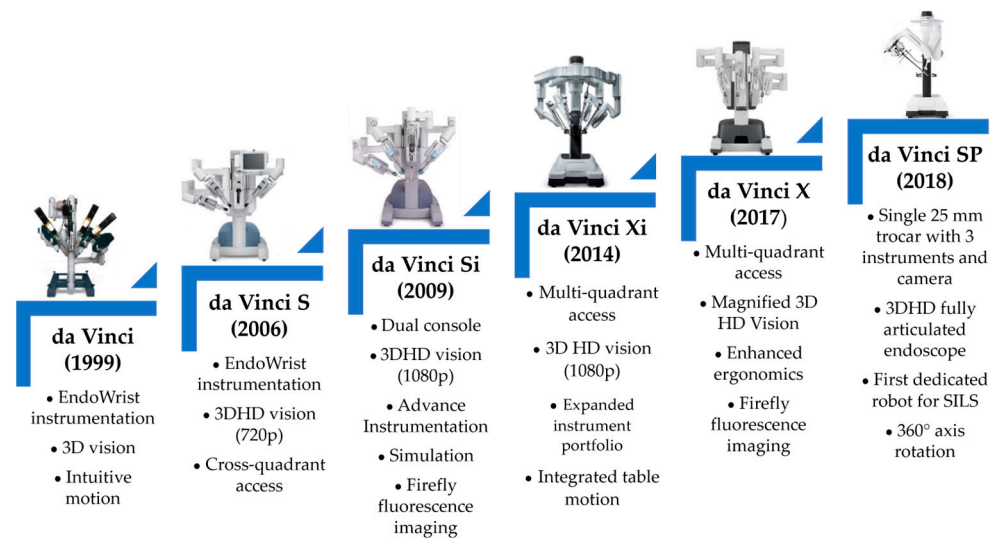 da Vinci
(1999)
• EndoWrist
instrumentation
• 3D vision
• Intuitive
motion
da Vinci S
(2006)
• EndoWrist
instrumentation
• 3DHD vision
(720p)
• Cross-quadrant
access
da Vinci Si
(2009)
• Dual console
• 3DHD vision
(1080p)
• Advance
Instrumentation
• Simulation
• Firefly
fluorescence
imaging
da Vinci Xi
(2014)
• Multi-quadrant
access
• 3D HD vision
(1080p)
• Expanded
instrument
portfolio
• Integrated table
motion
da Vinci X
(2017)
• Multi-quadrant
access
• Magnified 3D
HD Vision
• Enhanced
ergonomics
• Firefly
fluorescence
imaging
da Vinci SP
(2018)
• Single 25 mm
trocar with 3
instruments and
camera
• 3DHD fully
articulated
endoscope
• First dedicated
robot for SILS
• 360° axis
rotation